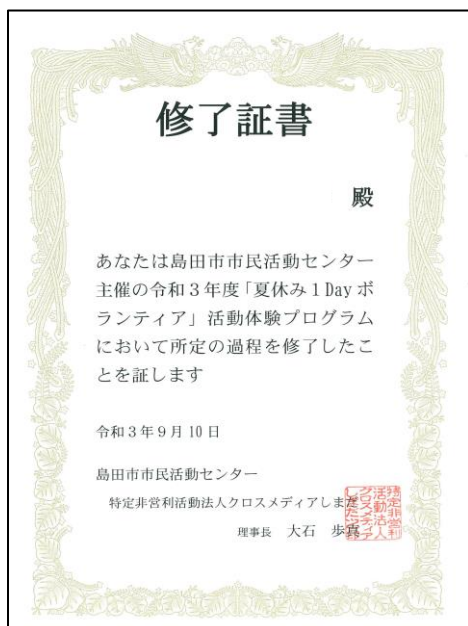 修了証書
殿
あなたは島田市市民活動センター
主催の令和３年度「夏休み１Dayボ
ランティア」活動体験プログラム
において所定の過程を修了したこ
とを証します
令和３年９月10日
島田市市民活動センター
特定非営利活動法人クロスメディアしまだ
理事長 大石 歩真